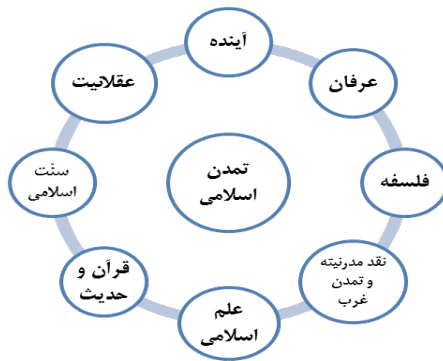 آینده
عرفان
فلسفه
نقد مدرنیته
و تمدن
غرب
علم
اسلامی
قرآن و
حدیث
سنّت
اسلامی
عقلانیت
تمدن
اسلامی